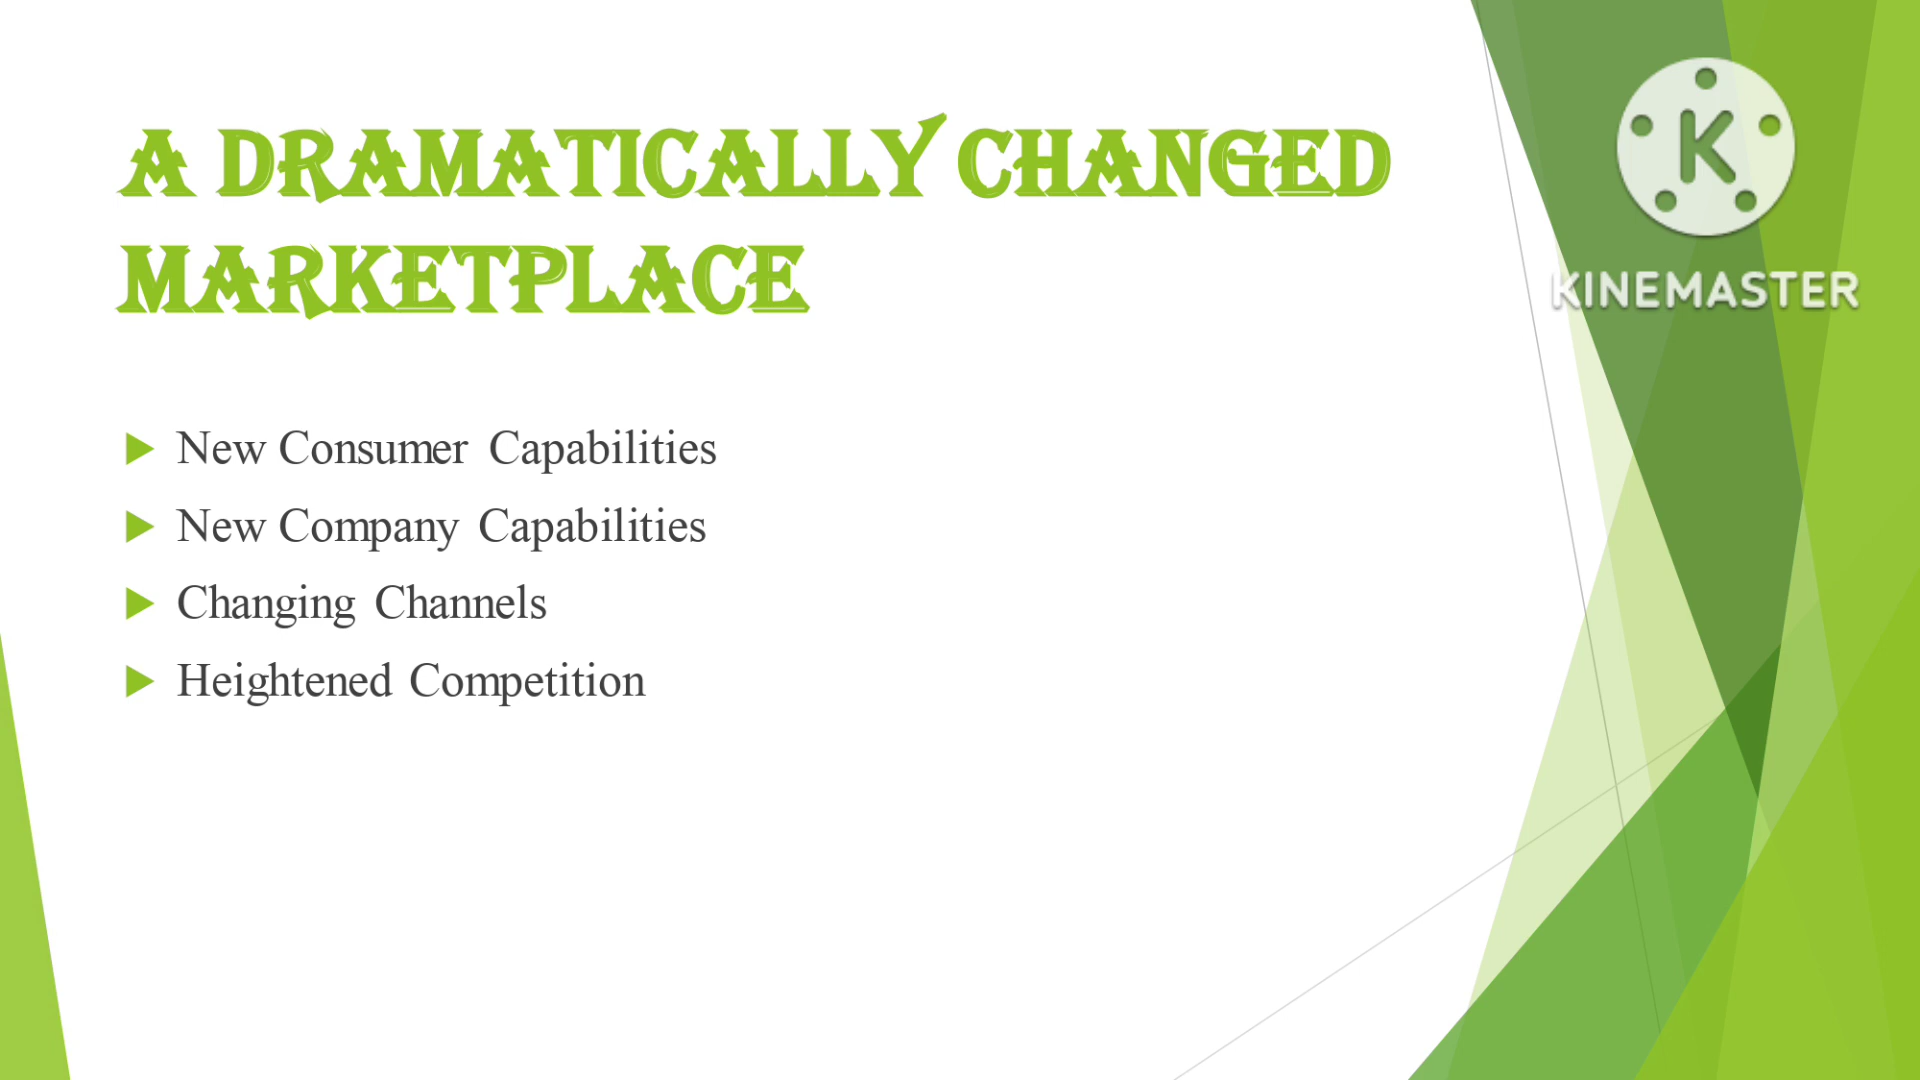 A DRAMATICALLY CHANGED
MARKETPLACE
New Consumer Capabilities
New Company Capabilities
Changing Channels
Heightened Competition
K
KINEMASTER